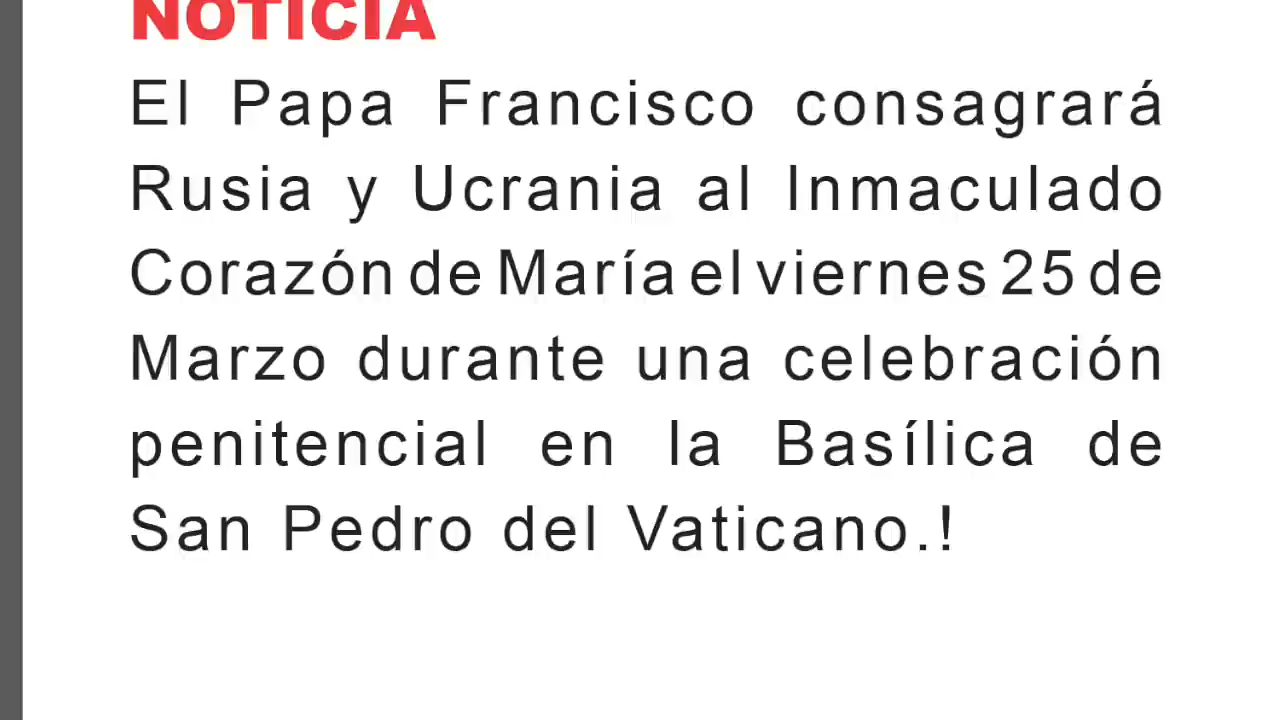 NOTICIA
El Papa Francisco consagrará
Rusia y Ucrania al Inmaculado
Corazón de María el viernes 25 de
Marzo durante una celebración
penitencial en la Basílica de
San Pedro del Vaticano.!